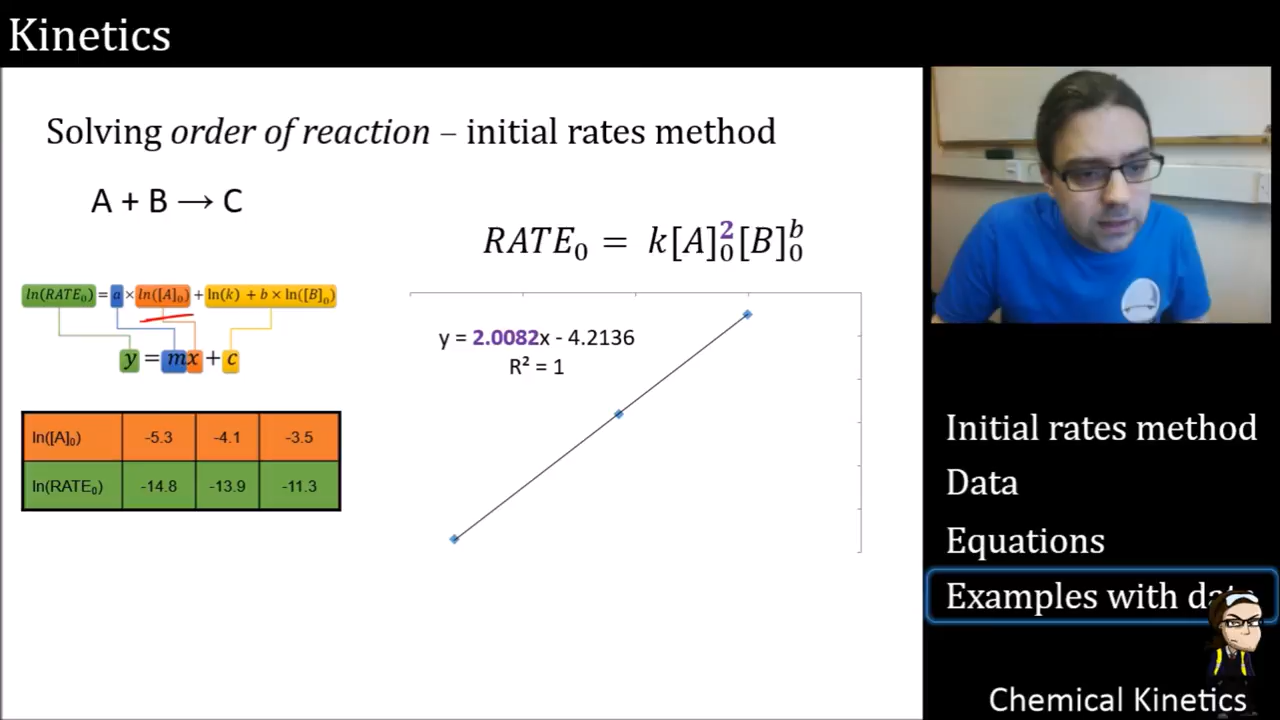 Kinetics
Solving order of reaction – initial rates method
A + B → C
RATE₀ = k[A]₀²[B]₀ᵇ
ln(RATE₀) = a × ln([A]₀) + ln(k) + b × ln([B]₀)
y = mx + c
y = 2.0082x - 4.2136
R² = 1
ln([A]₀) -5.3 -4.1 -3.5
ln(RATE₀) -14.8 -13.9 -11.3
Initial rates method
Data
Equations
Examples with data
Chemical Kinetics